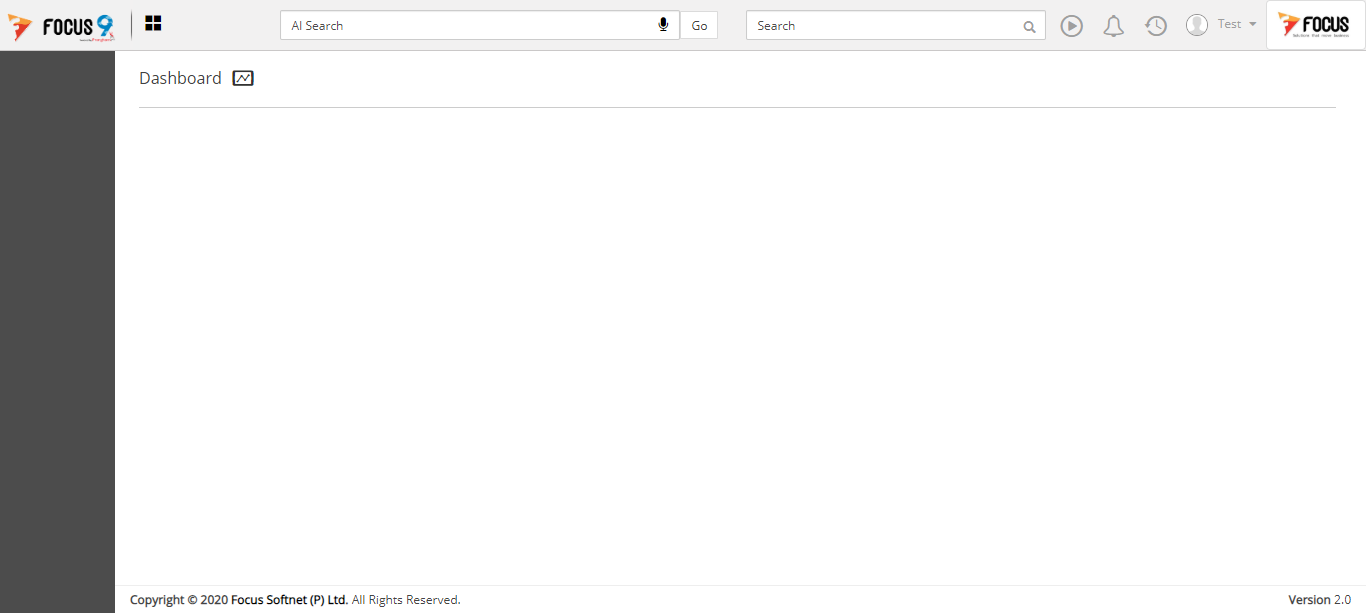 FOCUS 9
AI Search
Go
Search
Test
FOCUS
Dashboard
Copyright © 2020 Focus Softnet (P) Ltd. All Rights Reserved.
Version 2.0